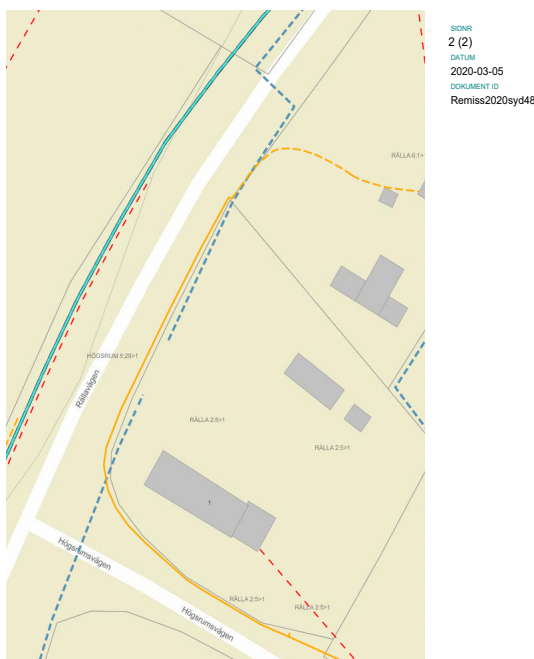 SIDNR
2 (2)
DATUM
2020-03-05
DOKUMENT ID
Remiss2020syd48
RÄLLA 6:1>1
HÖGSRUM 5:29>1
Rällavägen
RÄLLA 2:5>1
RÄLLA 2:5>1
1
Högsrumsvägen
RÄLLA 2:5>1
RÄLLA 2:5>1
Högsrumsvägen